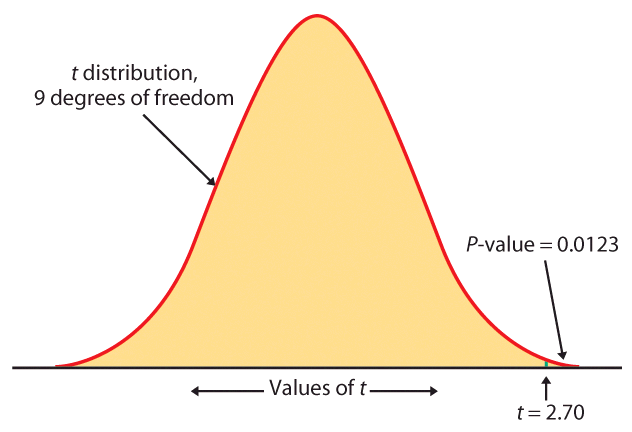 t distribution,
9 degrees of freedom
P-value = 0.0123
Values of t
t = 2.70